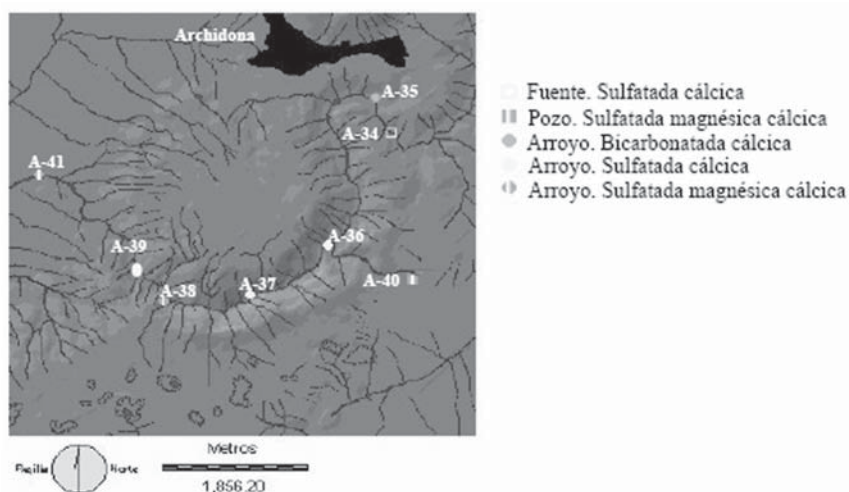 Archidona
A-35
A-34
A-41
A-36
A-39
A-40
A-37
A-38
Fuente. Sulfatada cálcica
Pozo. Sulfatada magnésica cálcica
Arroyo. Bicarbonatada cálcica
Arroyo. Sulfatada cálcica
Arroyo. Sulfatada magnésica cálcica
Metros
Norte
1,856.20